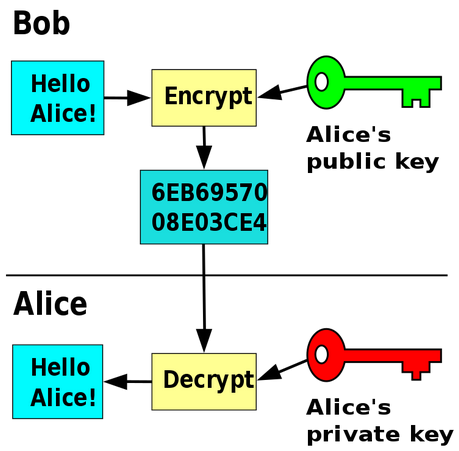 Bob
Hello
Alice!
Encrypt
Alice's
public key
6EB69570
08E03CE4
Alice
Hello
Alice!
Decrypt
Alice's
private key